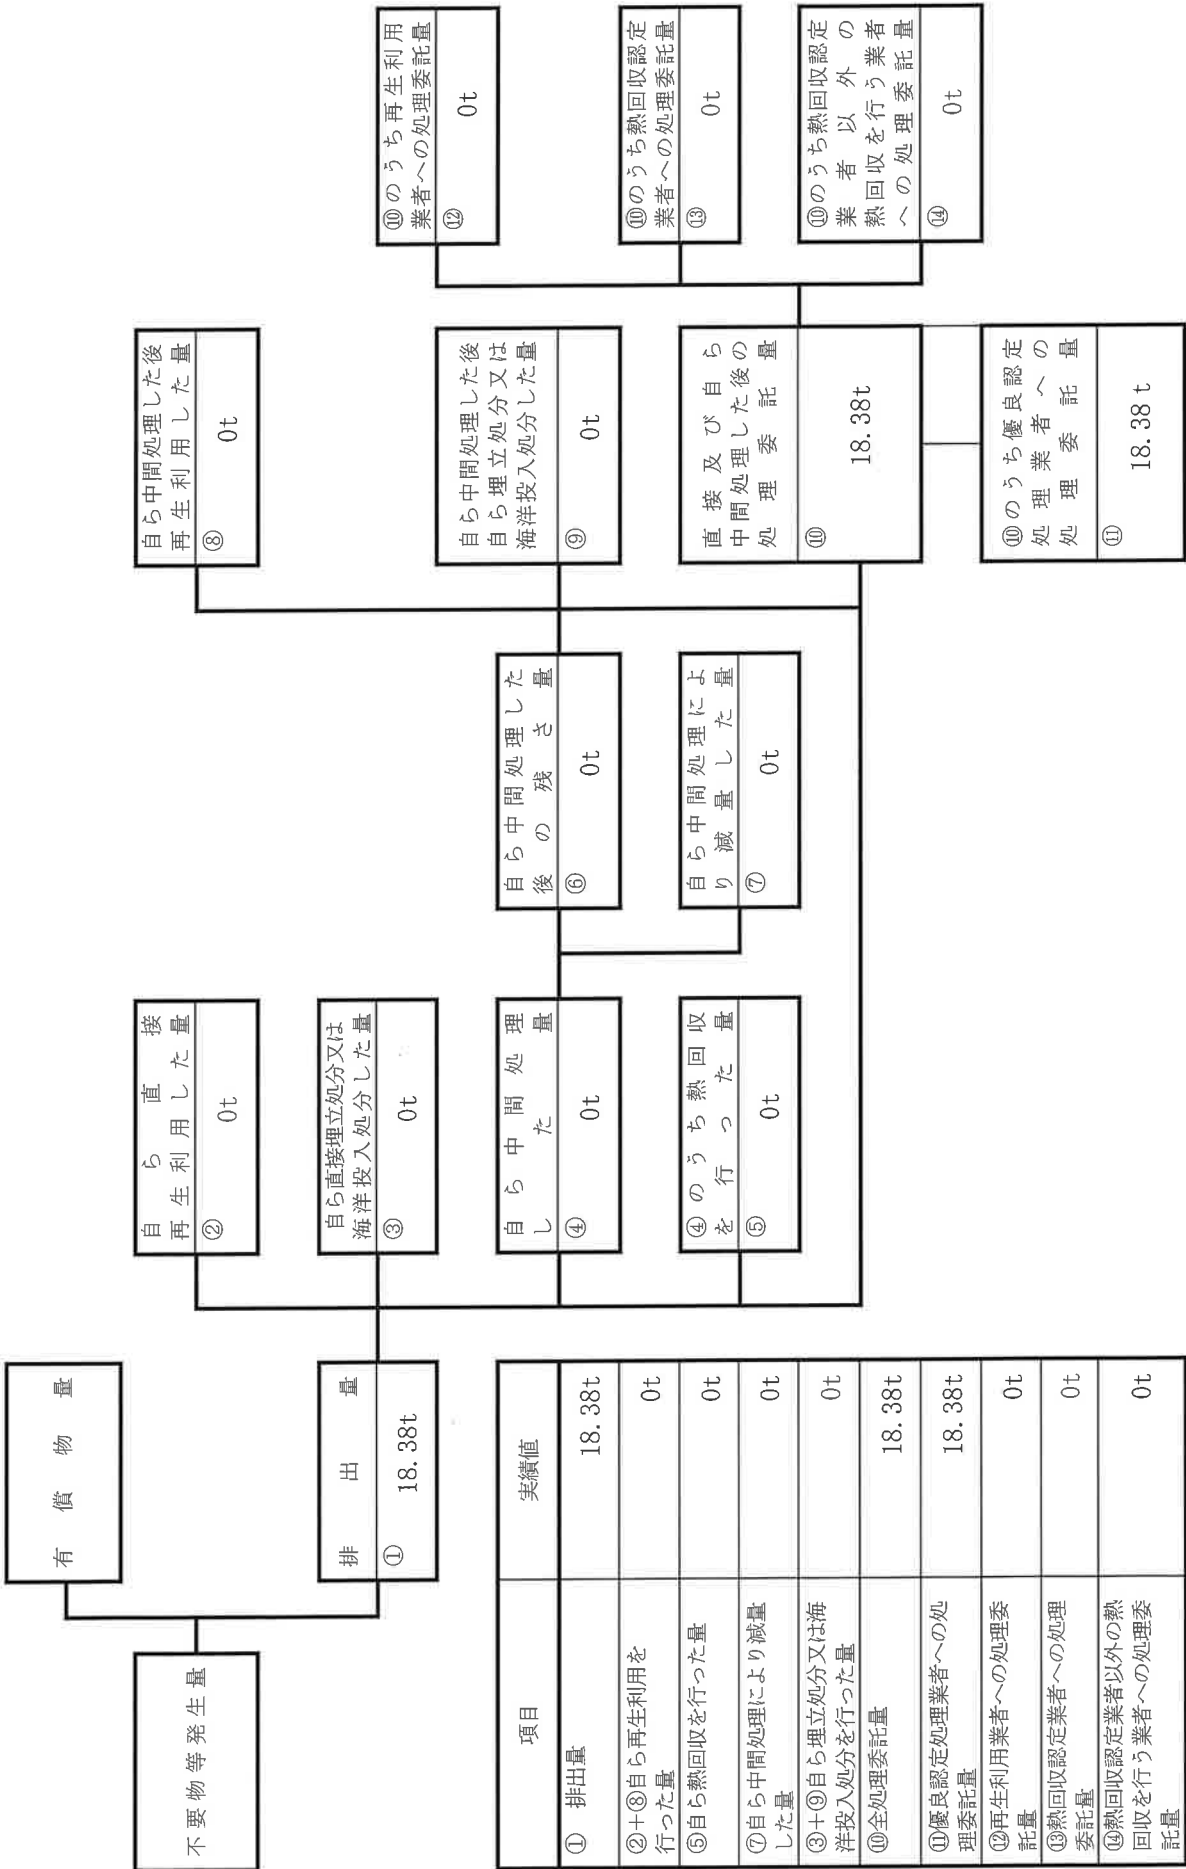 不要物等発生量
有償物量
排出量
①
18.38t
自ら直接
再生利用した量
②
0t
自ら直接埋立処分又は
海洋投入処分した量
③
0t
自ら中間処理
した量
④
0t
④のうち熱回収
を行った量
⑤
0t
自ら中間処理した
後の残さ量
⑥
0t
自ら中間処理によ
り減量した量
⑦
0t
自ら中間処理した後
再生利用した量
⑧
0t
自ら中間処理した後
自ら埋立処分又は
海洋投入処分した量
⑨
0t
直接及び自ら
中間処理した後の
処理委託量
⑩
18.38t
⑩のうち優良認定
処理業者への
処理委託量
⑪
18.38t
⑩のうち再生利用
業者への処理委託量
⑫
0t
⑩のうち熱回収認定
業者への処理委託量
⑬
0t
⑩のうち熱回収認定
業者以外の
熱回収を行う業者
への処理委託量
⑭
0t
項目 実績値
① 排出量 18.38t
②+⑧自ら再生利用を
行った量 0t
⑤自ら熱回収を行った量 0t
⑦自ら中間処理により減量
した量 0t
③+⑨自ら埋立処分又は海
洋投入処分を行った量 0t
⑩全処理委託量 18.38t
⑪優良認定処理業者への処
理委託量 18.38t
⑫再生利用業者への処理委
託量 0t
⑬熱回収認定業者への処理
委託量 0t
⑭熱回収認定業者以外の熱
回収を行う業者への処理委
託量 0t